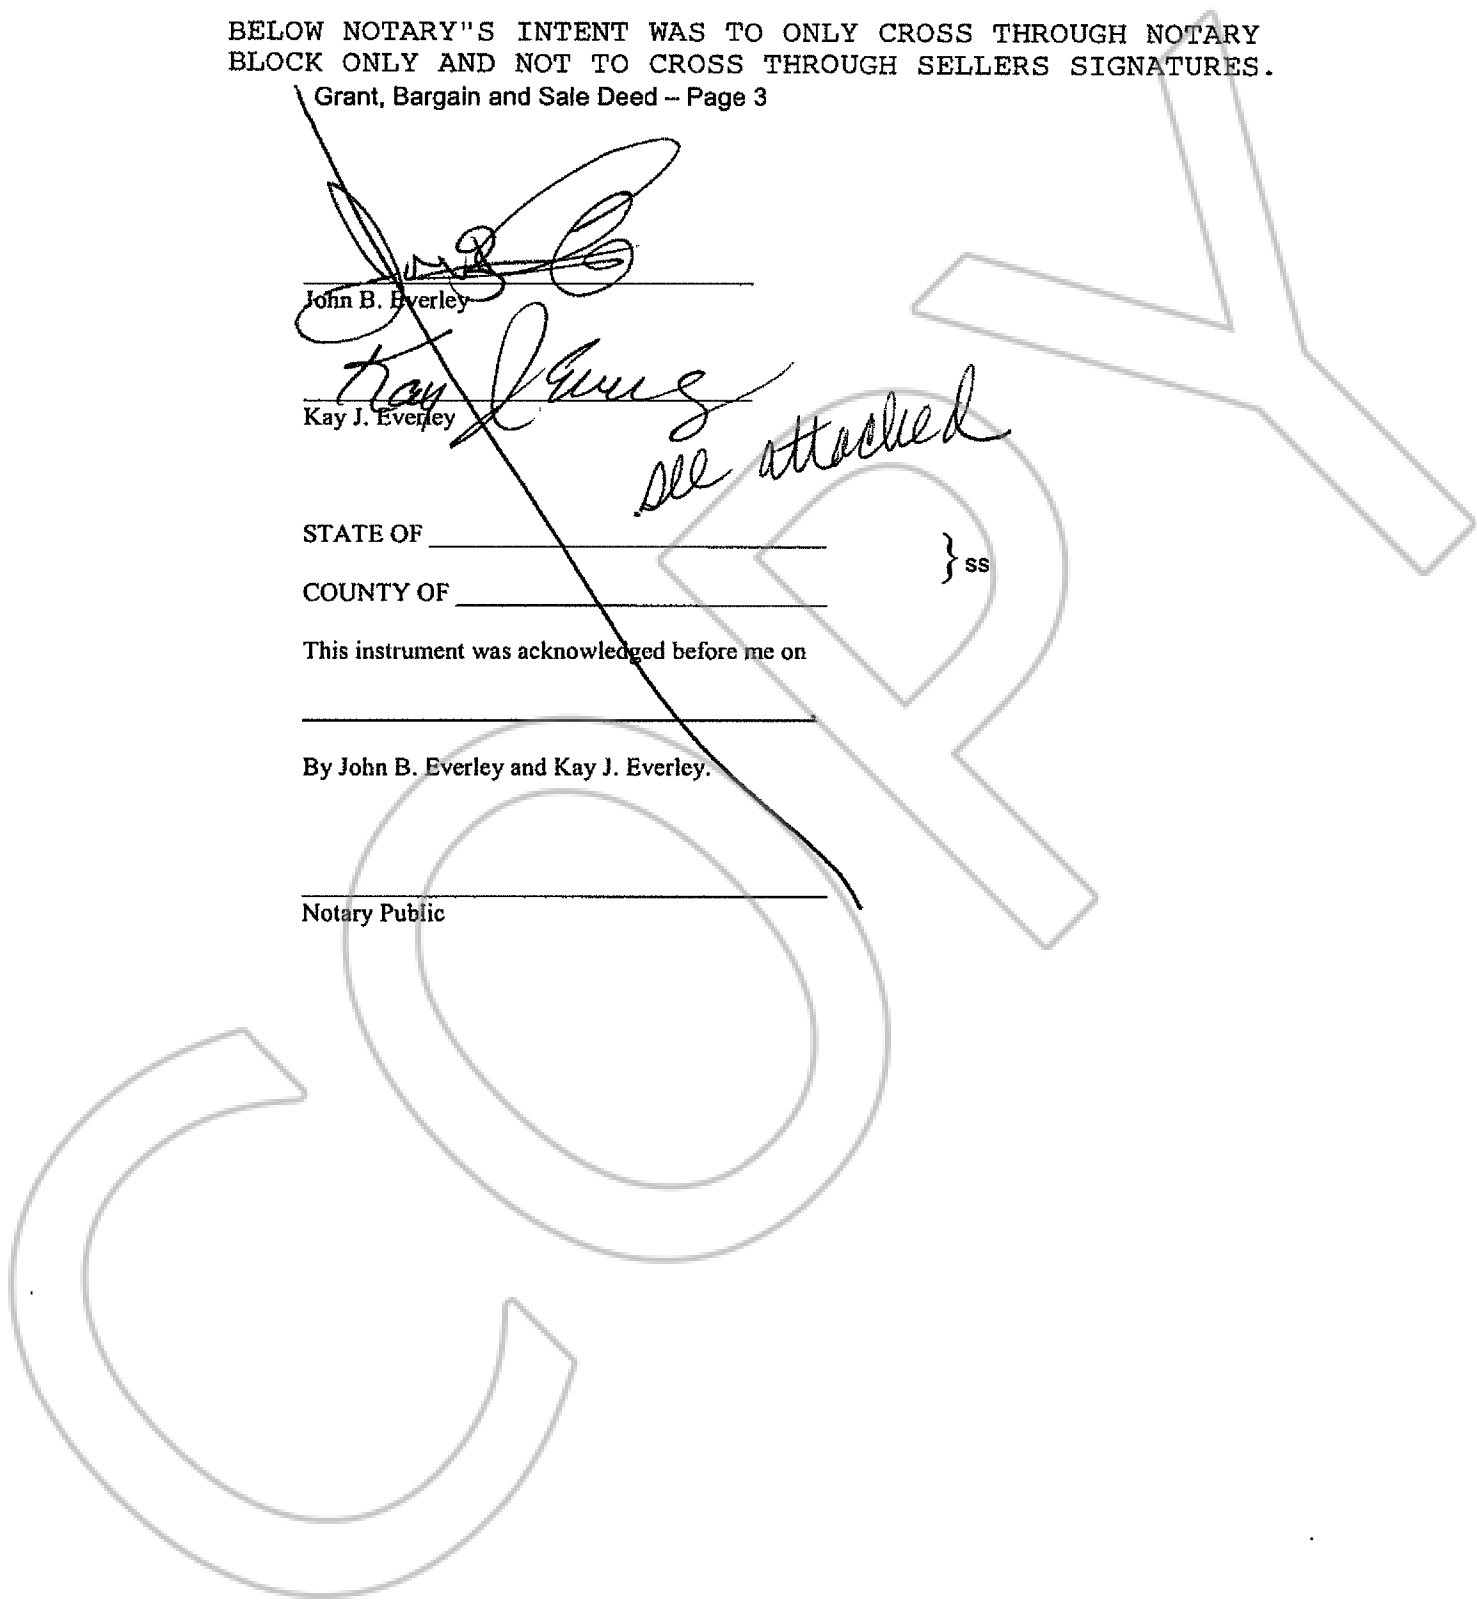 BELOW NOTARY"S INTENT WAS TO ONLY CROSS THROUGH NOTARY
BLOCK ONLY AND NOT TO CROSS THROUGH SELLERS SIGNATURES.
Grant, Bargain and Sale Deed – Page 3
John B. Everley
Kay J Everley
Kay J. Everley
see attached
STATE OF
} ss
COUNTY OF
This instrument was acknowledged before me on
By John B. Everley and Kay J. Everley.
Notary Public
COPY